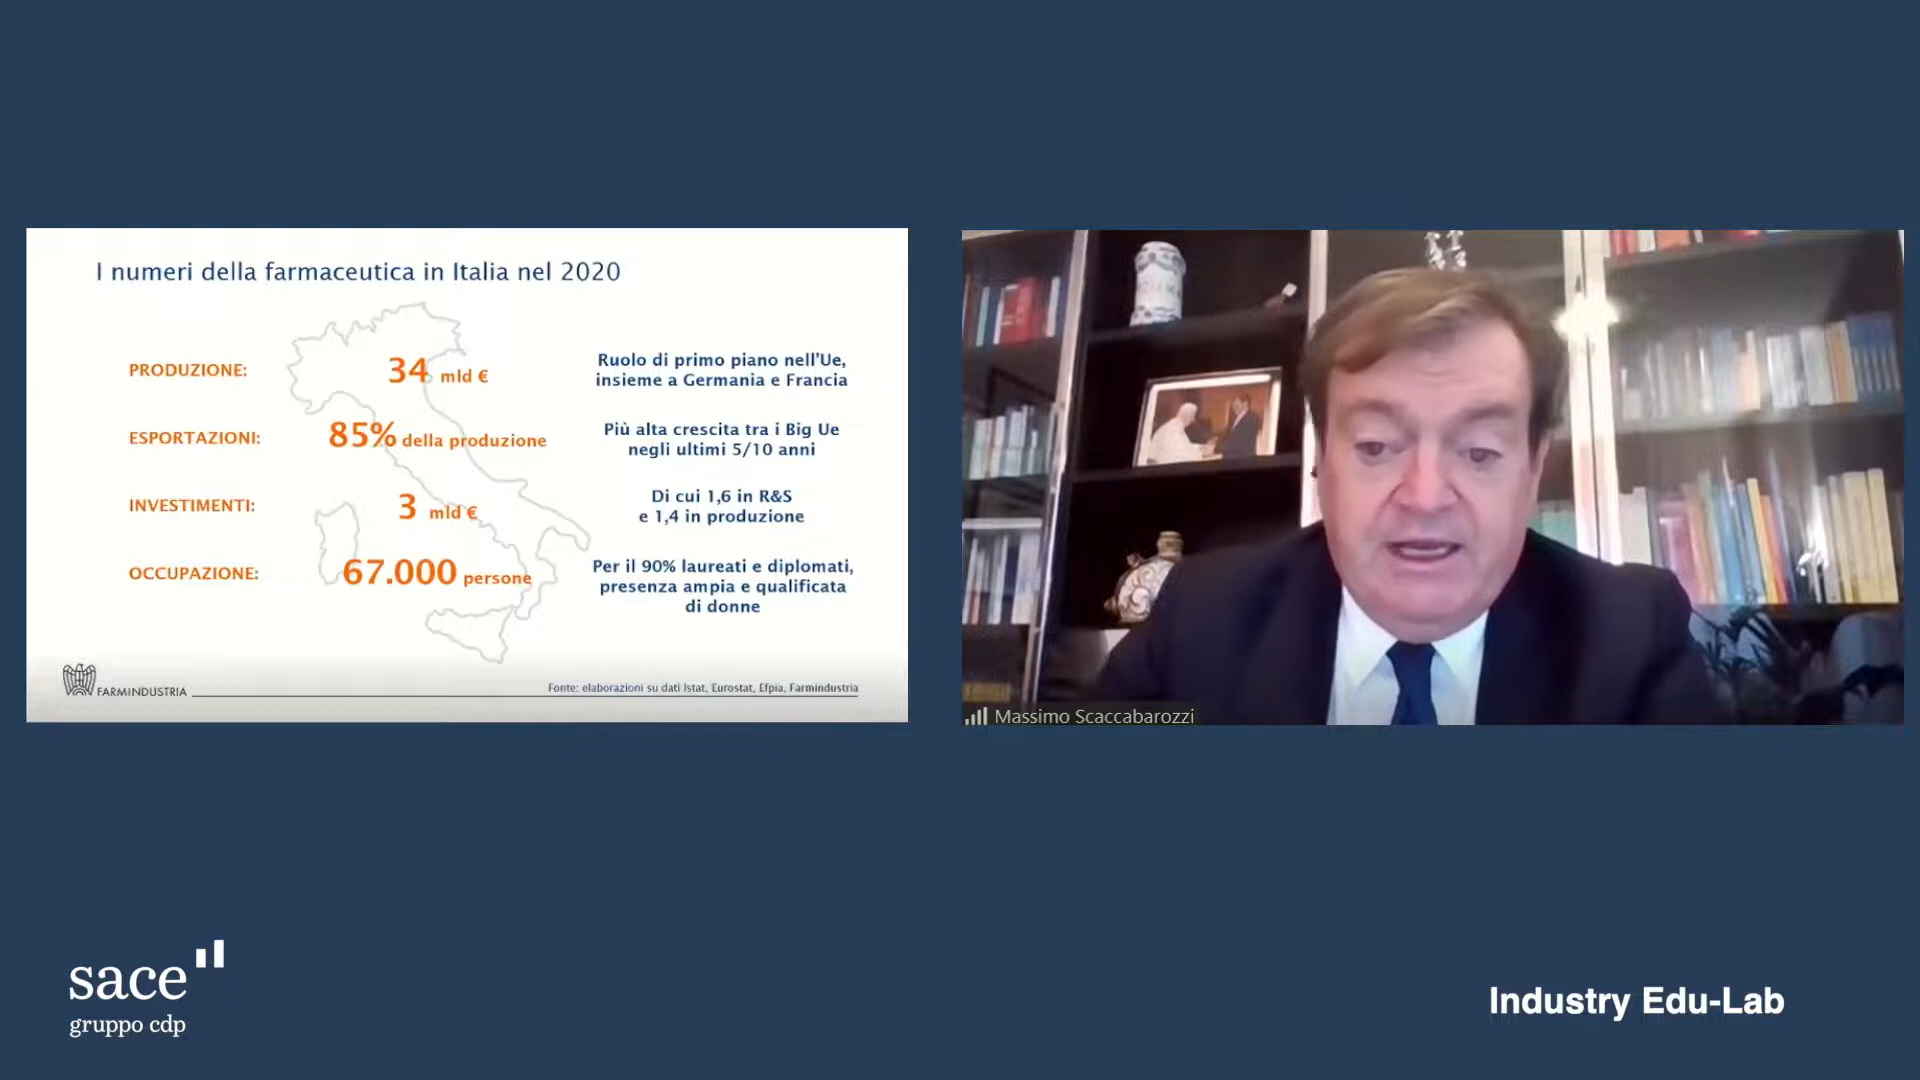 I numeri della farmaceutica in Italia nel 2020
PRODUZIONE:
34 mld €
Ruolo di primo piano nell'Ue,
insieme a Germania e Francia
ESPORTAZIONI:
85% della produzione
Più alta crescita tra i Big Ue
negli ultimi 5/10 anni
INVESTIMENTI:
3 mld €
Di cui 1,6 in R&S
e 1,4 in produzione
OCCUPAZIONE:
67.000 persone
Per il 90% laureati e diplomati,
presenza ampia e qualificata
di donne
FARMINDUSTRIA
Fonte: elaborazioni su dati Istat, Eurostat, Efpia, Farmindustria
Massimo Scaccabarozzi
sace
gruppo cdp
Industry Edu-Lab